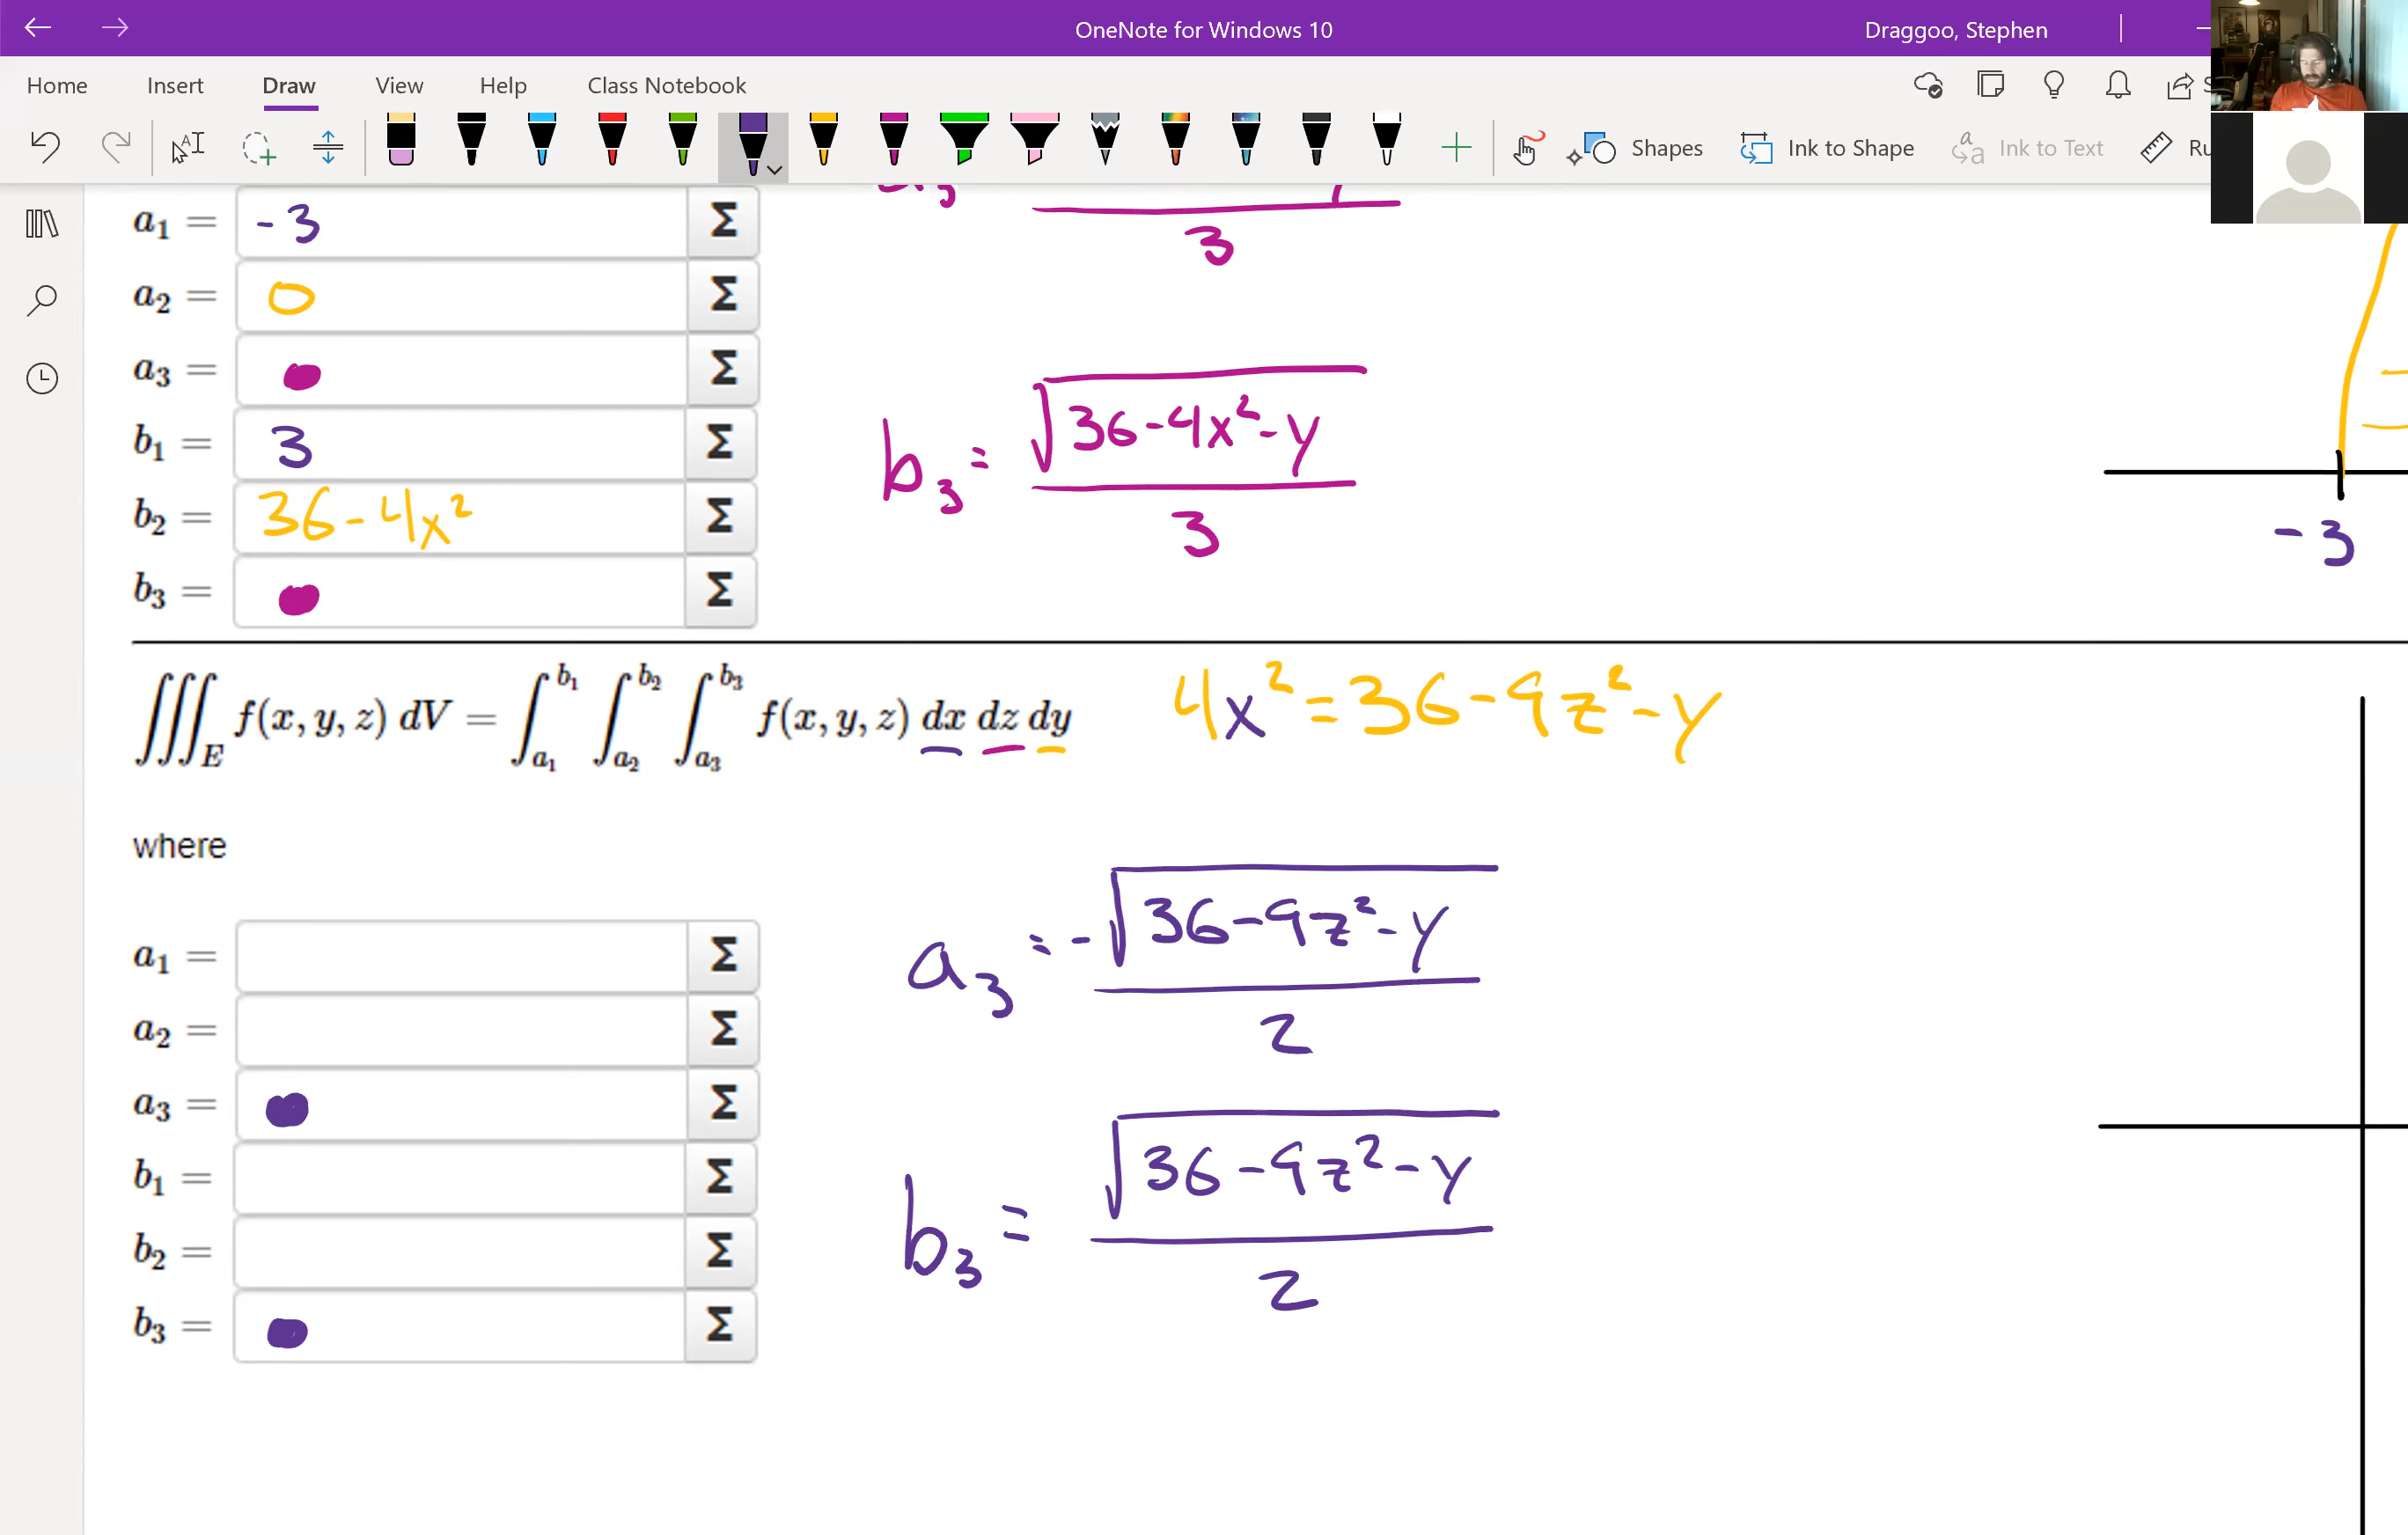 OneNote for Windows 10
Draggoo, Stephen
Home Insert Draw View Help Class Notebook
Shapes Ink to Shape Ink to Text
a₁ = -3 Σ
3
a₂ = 0 Σ
a₃ = Σ
b₁ = 3 Σ
b₃ = √(36-4x²-y) / 3
b₂ = 36-4x² Σ
b₃ = Σ
-3
∭_E f(x, y, z) dV = ∫_{a₁}^{b₁} ∫_{a₂}^{b₂} ∫_{a₃}^{b₃} f(x, y, z) dx dz dy
4x² = 36-9z²-y
where
a₁ = Σ
a₃ = -√(36-9z²-y) / 2
a₂ = Σ
a₃ = Σ
b₁ = Σ
b₃ = √(36-9z²-y) / 2
b₂ = Σ
b₃ = Σ